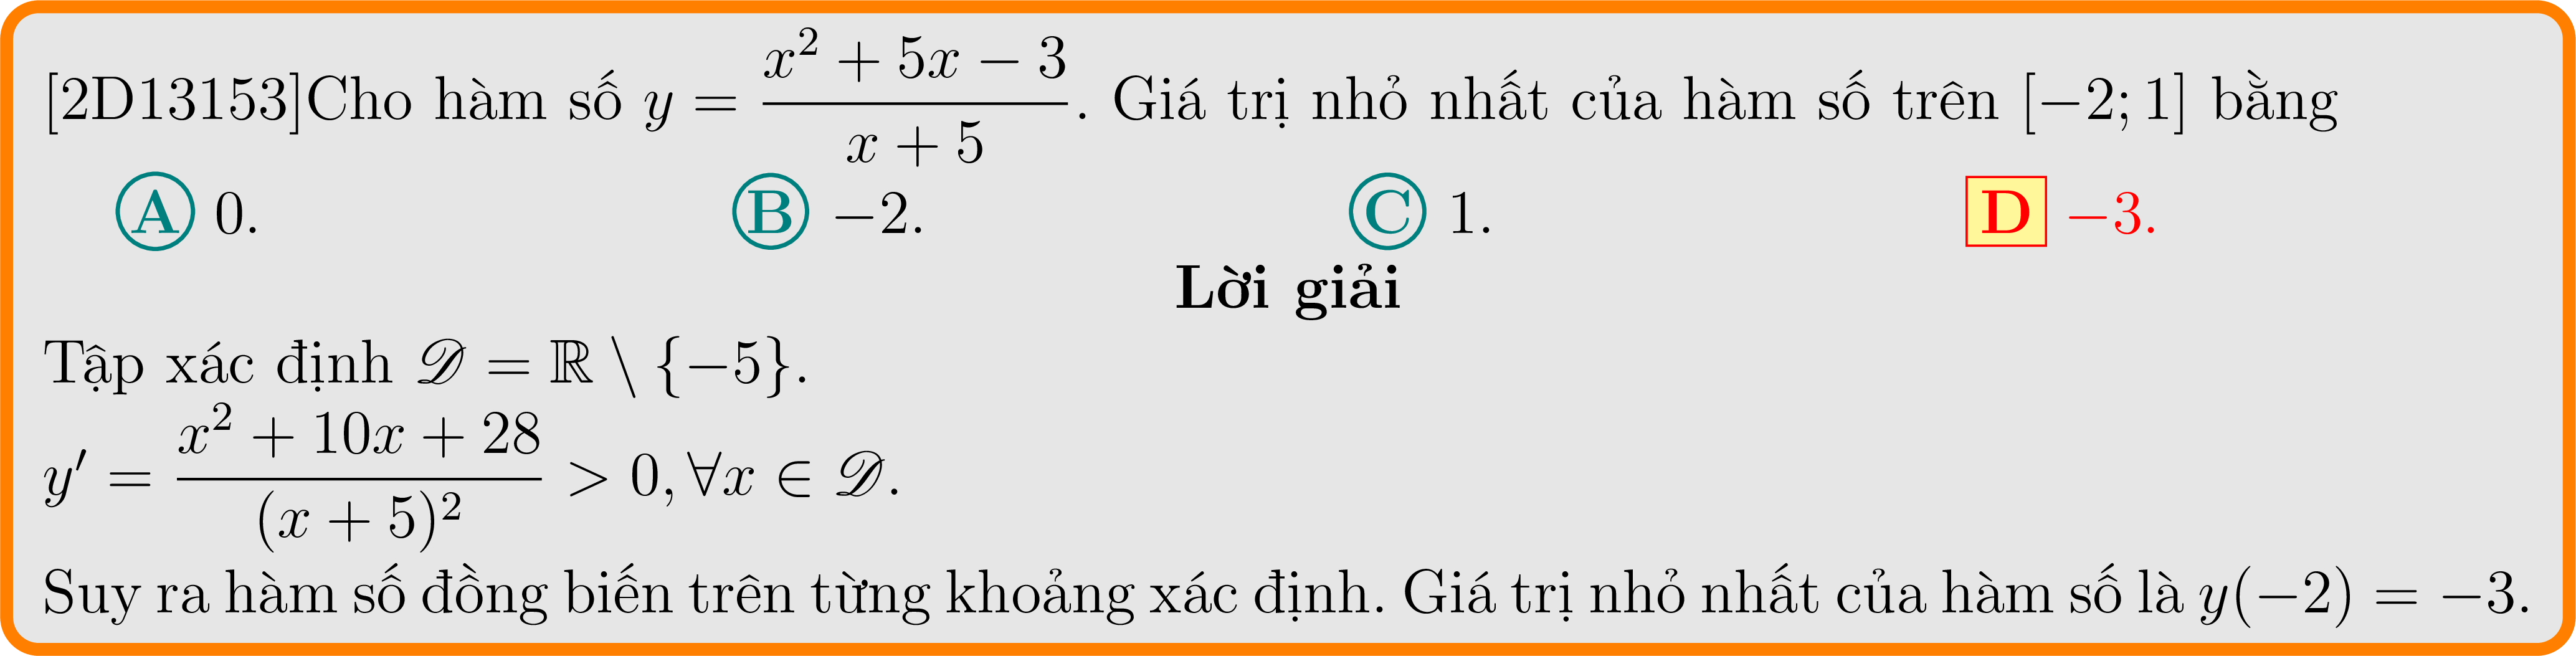 [2D13153]Cho hàm số $y = \dfrac{x^2 + 5x - 3}{x + 5}$. Giá trị nhỏ nhất của hàm số trên $[-2; 1]$ bằng
A 0. B −2. C 1. D −3.
Lời giải
Tập xác định $\mathscr{D} = \mathbb{R} \setminus \{-5\}$.
$y' = \dfrac{x^2 + 10x + 28}{(x + 5)^2} > 0, \forall x \in \mathscr{D}$.
Suy ra hàm số đồng biến trên từng khoảng xác định. Giá trị nhỏ nhất của hàm số là $y(-2) = -3$.